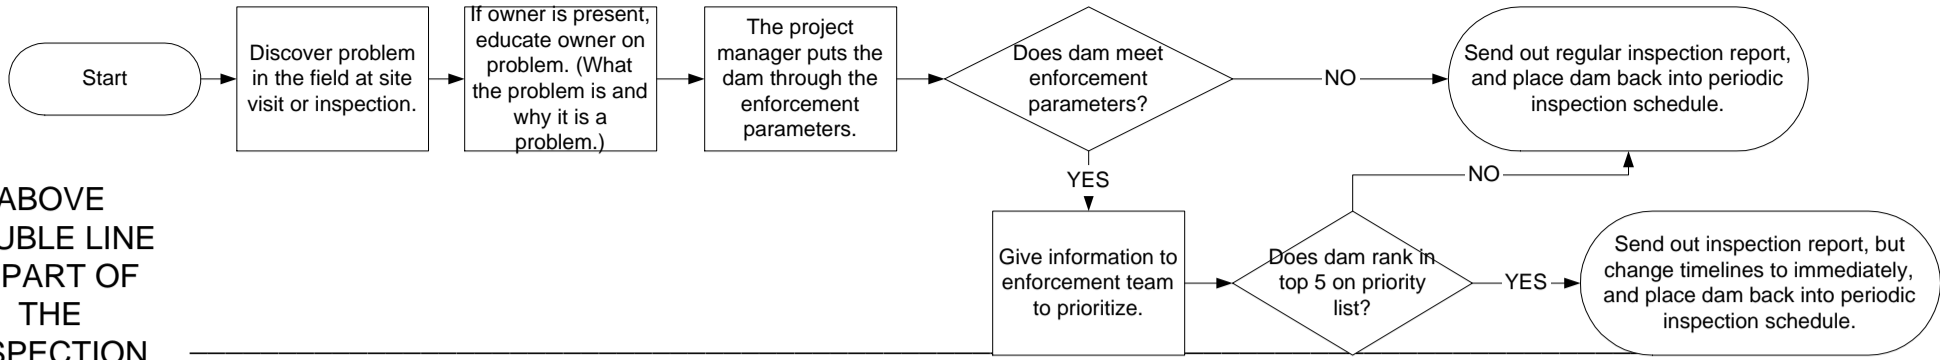 Start
Discover problem
in the field at site
visit or inspection.
If owner is present,
educate owner on
problem. (What
the problem is and
why it is a
problem.)
The project
manager puts the
dam through the
enforcement
parameters.
Does dam meet
enforcement
parameters?
NO
Send out regular inspection report,
and place dam back into periodic
inspection schedule.
YES
NO
Give information to
enforcement team
to prioritize.
Does dam rank in
top 5 on priority
list?
YES
Send out inspection report, but
change timelines to immediately,
and place dam back into periodic
inspection schedule.
ABOVE
UBLE LINE
PART OF
THE
SPECTION